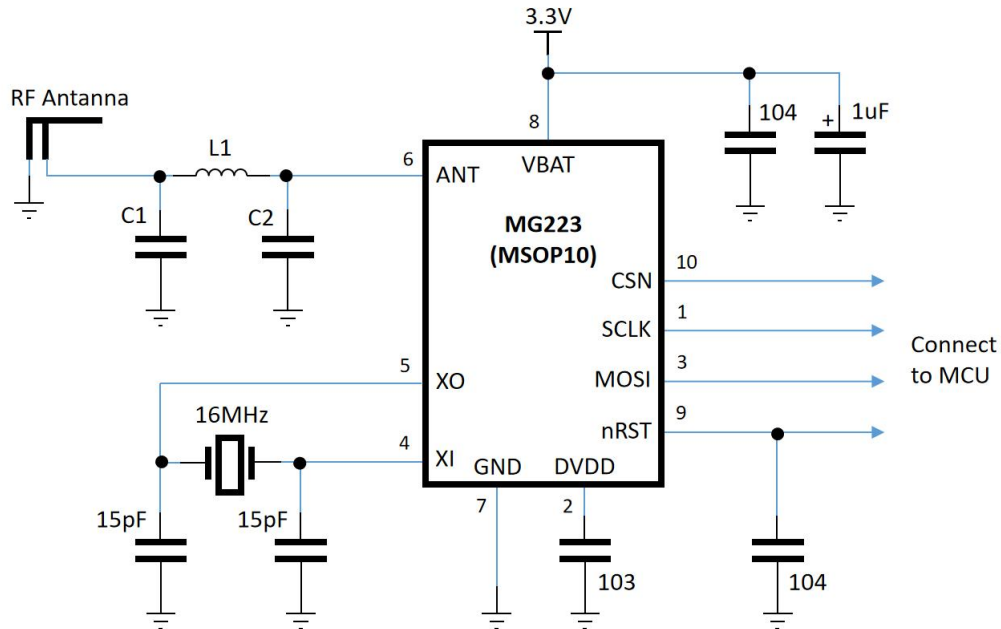 3.3V
RF Antanna
104
1uF
+
8
L1
6
VBAT
ANT
C1
C2
MG223
(MSOP10)
10
CSN
1
SCLK
Connect
to MCU
3
MOSI
5
XO
9
nRST
16MHz
4
XI
GND
DVDD
7
2
15pF
15pF
103
104